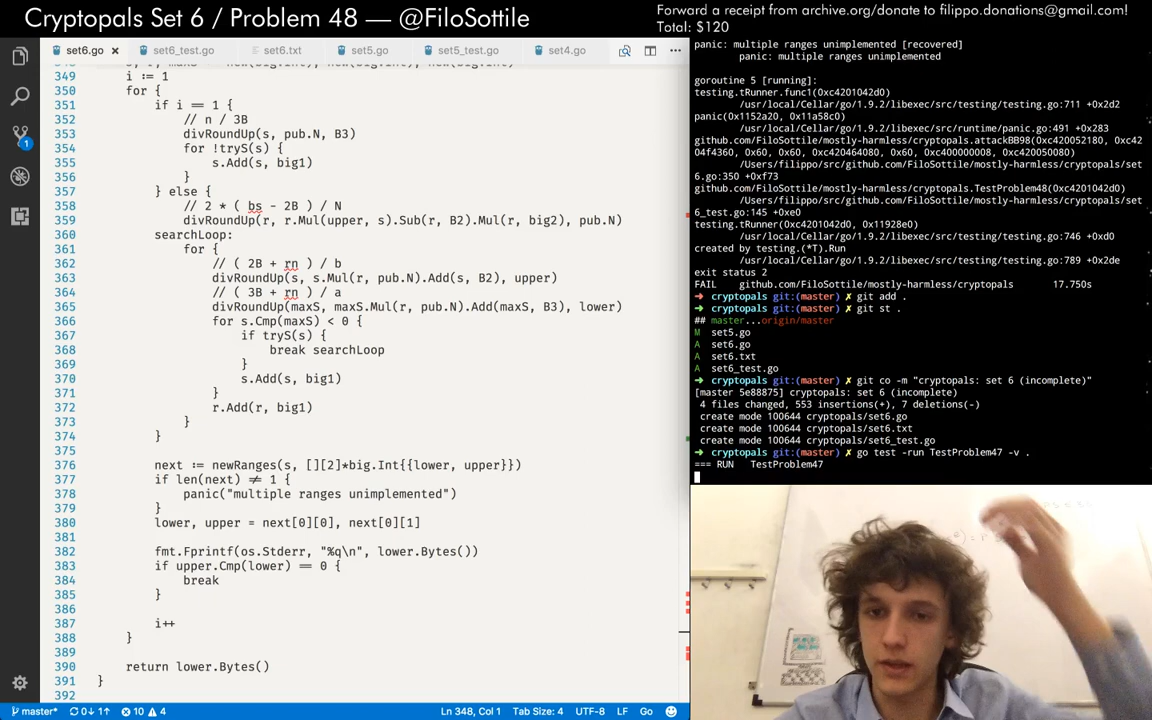 Cryptopals Set 6 / Problem 48 — @FiloSottile
Forward a receipt from archive.org/donate to filippo.donations@gmail.com!
Total: $120
set6.go ×
set6_test.go
set6.txt
set5.go
set5_test.go
set4.go
349 i := 1
350 for {
351 if i == 1 {
352 // n / 3B
353 divRoundUp(s, pub.N, B3)
354 for !tryS(s) {
355 s.Add(s, big1)
356 }
357 } else {
358 // 2 * ( bs - 2B ) / N
359 divRoundUp(r, r.Mul(upper, s).Sub(r, B2).Mul(r, big2), pub.N)
360 searchLoop:
361 for {
362 // ( 2B + rn ) / b
363 divRoundUp(s, s.Mul(r, pub.N).Add(s, B2), upper)
364 // ( 3B + rn ) / a
365 divRoundUp(maxS, maxS.Mul(r, pub.N).Add(maxS, B3), lower)
366 for s.Cmp(maxS) < 0 {
367 if tryS(s) {
368 break searchLoop
369 }
370 s.Add(s, big1)
371 }
372 r.Add(r, big1)
373 }
374 }
375
376 next := newRanges(s, [][2]*big.Int{{lower, upper}})
377 if len(next) ≠ 1 {
378 panic("multiple ranges unimplemented")
379 }
380 lower, upper = next[0][0], next[0][1]
381
382 fmt.Fprintf(os.Stderr, "%q\n", lower.Bytes())
383 if upper.Cmp(lower) == 0 {
384 break
385 }
386
387 i++
388 }
389
390 return lower.Bytes()
391 }
392
panic: multiple ranges unimplemented [recovered]
panic: multiple ranges unimplemented
goroutine 5 [running]:
testing.tRunner.func1(0xc4201042d0)
/usr/local/Cellar/go/1.9.2/libexec/src/testing/testing.go:711 +0x2d2
panic(0x1152a20, 0x11a58c0)
/usr/local/Cellar/go/1.9.2/libexec/src/runtime/panic.go:491 +0x283
github.com/FiloSottile/mostly-harmless/cryptopals.attackBB98(0xc420052180, 0xc42
04f4360, 0x60, 0x60, 0xc420464080, 0x60, 0xc400000008, 0xc420050080)
/Users/filippo/src/github.com/FiloSottile/mostly-harmless/cryptopals/set
6.go:350 +0xf73
github.com/FiloSottile/mostly-harmless/cryptopals.TestProblem48(0xc4201042d0)
/Users/filippo/src/github.com/FiloSottile/mostly-harmless/cryptopals/set
6_test.go:145 +0xe0
testing.tRunner(0xc4201042d0, 0x11928e0)
/usr/local/Cellar/go/1.9.2/libexec/src/testing/testing.go:746 +0xd0
created by testing.(*T).Run
/usr/local/Cellar/go/1.9.2/libexec/src/testing/testing.go:789 +0x2de
exit status 2
FAIL github.com/FiloSottile/mostly-harmless/cryptopals 17.750s
➜ cryptopals git:(master) ✗ git add .
➜ cryptopals git:(master) ✗ git st .
## master...origin/master
M set5.go
A set6.go
A set6.txt
A set6_test.go
➜ cryptopals git:(master) ✗ git co -m "cryptopals: set 6 (incomplete)"
[master 5e88875] cryptopals: set 6 (incomplete)
4 files changed, 553 insertions(+), 7 deletions(-)
create mode 100644 cryptopals/set6.go
create mode 100644 cryptopals/set6.txt
create mode 100644 cryptopals/set6_test.go
➜ cryptopals git:(master) ✗ go test -run TestProblem47 -v .
=== RUN TestProblem47
master* 0↓ 1↑ 10 4
Ln 348, Col 1 Tab Size: 4 UTF-8 LF Go